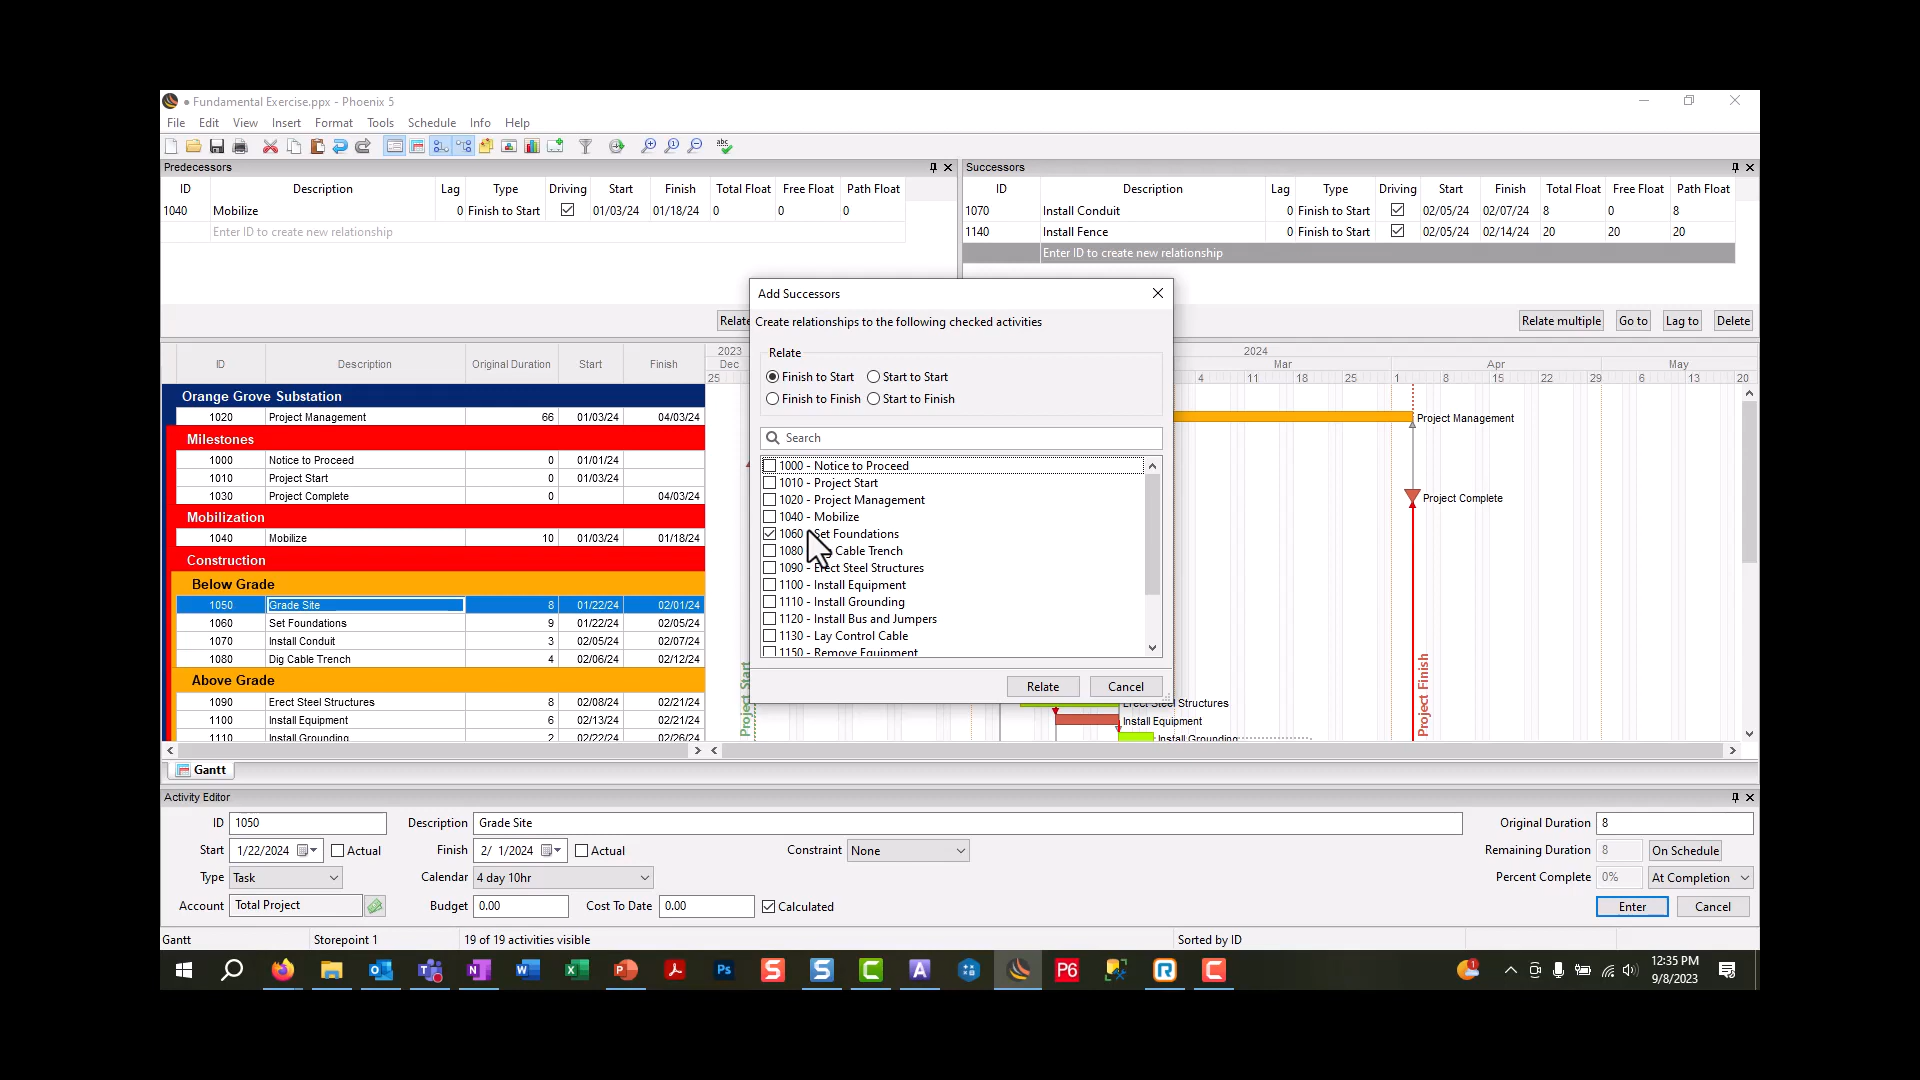 Fundamental Exercise.ppx - Phoenix 5
File Edit View Insert Format Tools Schedule Info Help
Predecessors
ID Description Lag Type Driving Start Finish Total Float Free Float Path Float
1040 Mobilize 0 Finish to Start 01/03/24 01/18/24 0 0 0
Enter ID to create new relationship
Successors
ID Description Lag Type Driving Start Finish Total Float Free Float Path Float
1070 Install Conduit 0 Finish to Start 02/05/24 02/07/24 8 0 8
1140 Install Fence 0 Finish to Start 02/05/24 02/14/24 20 20 20
Enter ID to create new relationship
Relate Relate multiple Go to Lag to Delete
Add Successors
Create relationships to the following checked activities
Relate
Finish to Start Start to Start
Finish to Finish Start to Finish
Search
1000 - Notice to Proceed
1010 - Project Start
1020 - Project Management
1040 - Mobilize
1060 Set Foundations
1080 Cable Trench
1090 - Erect Steel Structures
1100 - Install Equipment
1110 - Install Grounding
1120 - Install Bus and Jumpers
1130 - Lay Control Cable
1150 - Remove Equipment
Relate Cancel
ID Description Original Duration Start Finish
Orange Grove Substation
1020 Project Management 66 01/03/24 04/03/24
Milestones
1000 Notice to Proceed 0 01/01/24
1010 Project Start 0 01/03/24
1030 Project Complete 0 04/03/24
Mobilization
1040 Mobilize 10 01/03/24 01/18/24
Construction
Below Grade
1050 Grade Site 8 01/22/24 02/01/24
1060 Set Foundations 9 01/22/24 02/05/24
1070 Install Conduit 3 02/05/24 02/07/24
1080 Dig Cable Trench 4 02/06/24 02/12/24
Above Grade
1090 Erect Steel Structures 8 02/08/24 02/21/24
1100 Install Equipment 6 02/13/24 02/21/24
1110 Install Grounding 2 02/22/24 02/26/24
2023 2024
Dec Mar Apr May
25 4 11 18 25 1 8 15 22 29 6 13 20
Project Management
Project Complete
Project Start
Project Finish
Erect Steel Structures
Install Equipment
Install Grounding
Gantt
Activity Editor
ID 1050 Description Grade Site Original Duration 8
Start 1/22/2024 Actual Finish 2/ 1/2024 Actual Constraint None Remaining Duration 8 On Schedule
Type Task Calendar 4 day 10hr Percent Complete 0% At Completion
Account Total Project Budget 0.00 Cost To Date 0.00 Calculated Enter Cancel
Gantt Storepoint 1 19 of 19 activities visible Sorted by ID
12:35 PM
9/8/2023